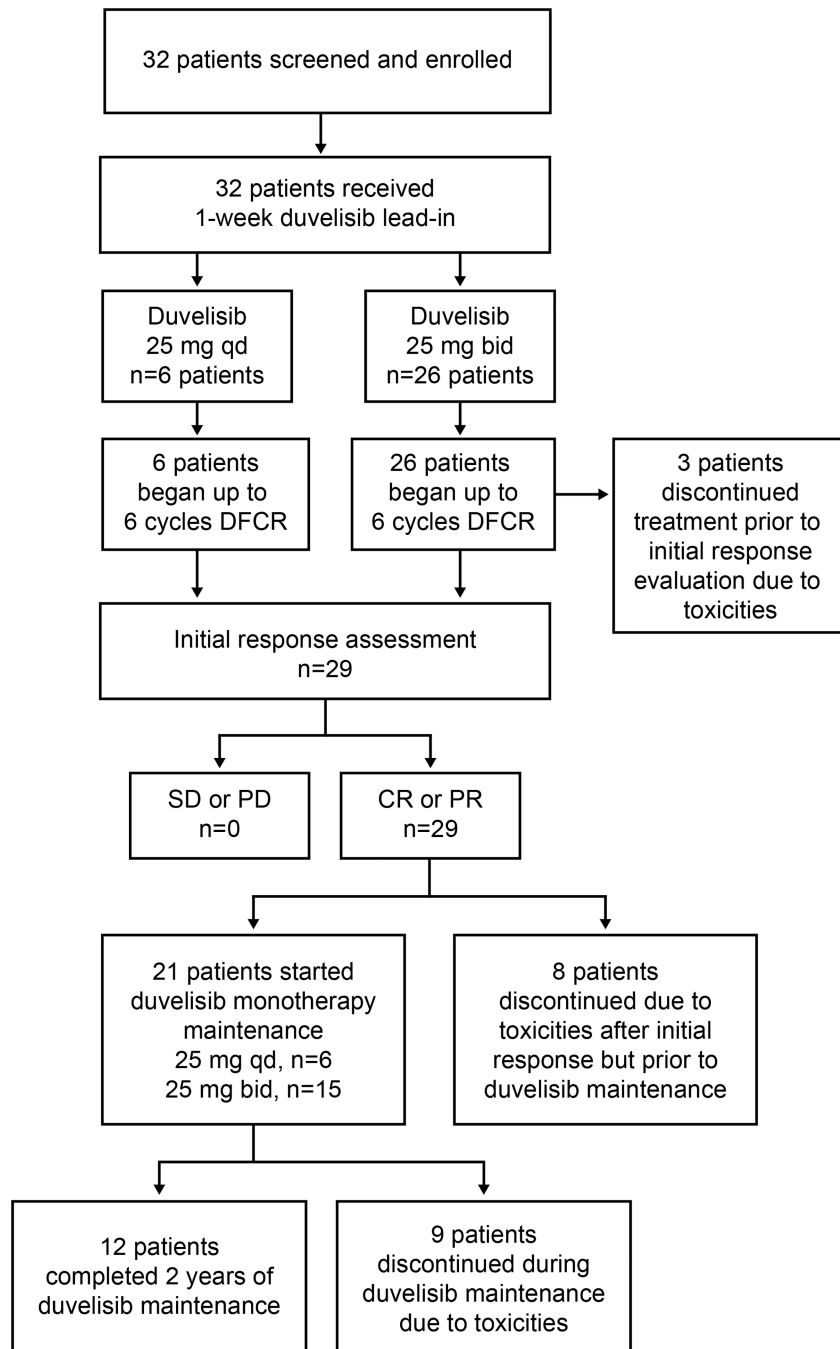 32 patients screened and enrolled
32 patients received
1-week duvelisib lead-in
Duvelisib
25 mg qd
n=6 patients
Duvelisib
25 mg bid
n=26 patients
6 patients
began up to
6 cycles DFCR
26 patients
began up to
6 cycles DFCR
3 patients
discontinued
treatment prior to
initial response
evaluation due to
toxicities
Initial response assessment
n=29
SD or PD
n=0
CR or PR
n=29
21 patients started
duvelisib monotherapy
maintenance
25 mg qd, n=6
25 mg bid, n=15
8 patients
discontinued due to
toxicities after initial
response but prior to
duvelisib maintenance
12 patients
completed 2 years of
duvelisib maintenance
9 patients
discontinued during
duvelisib maintenance
due to toxicities